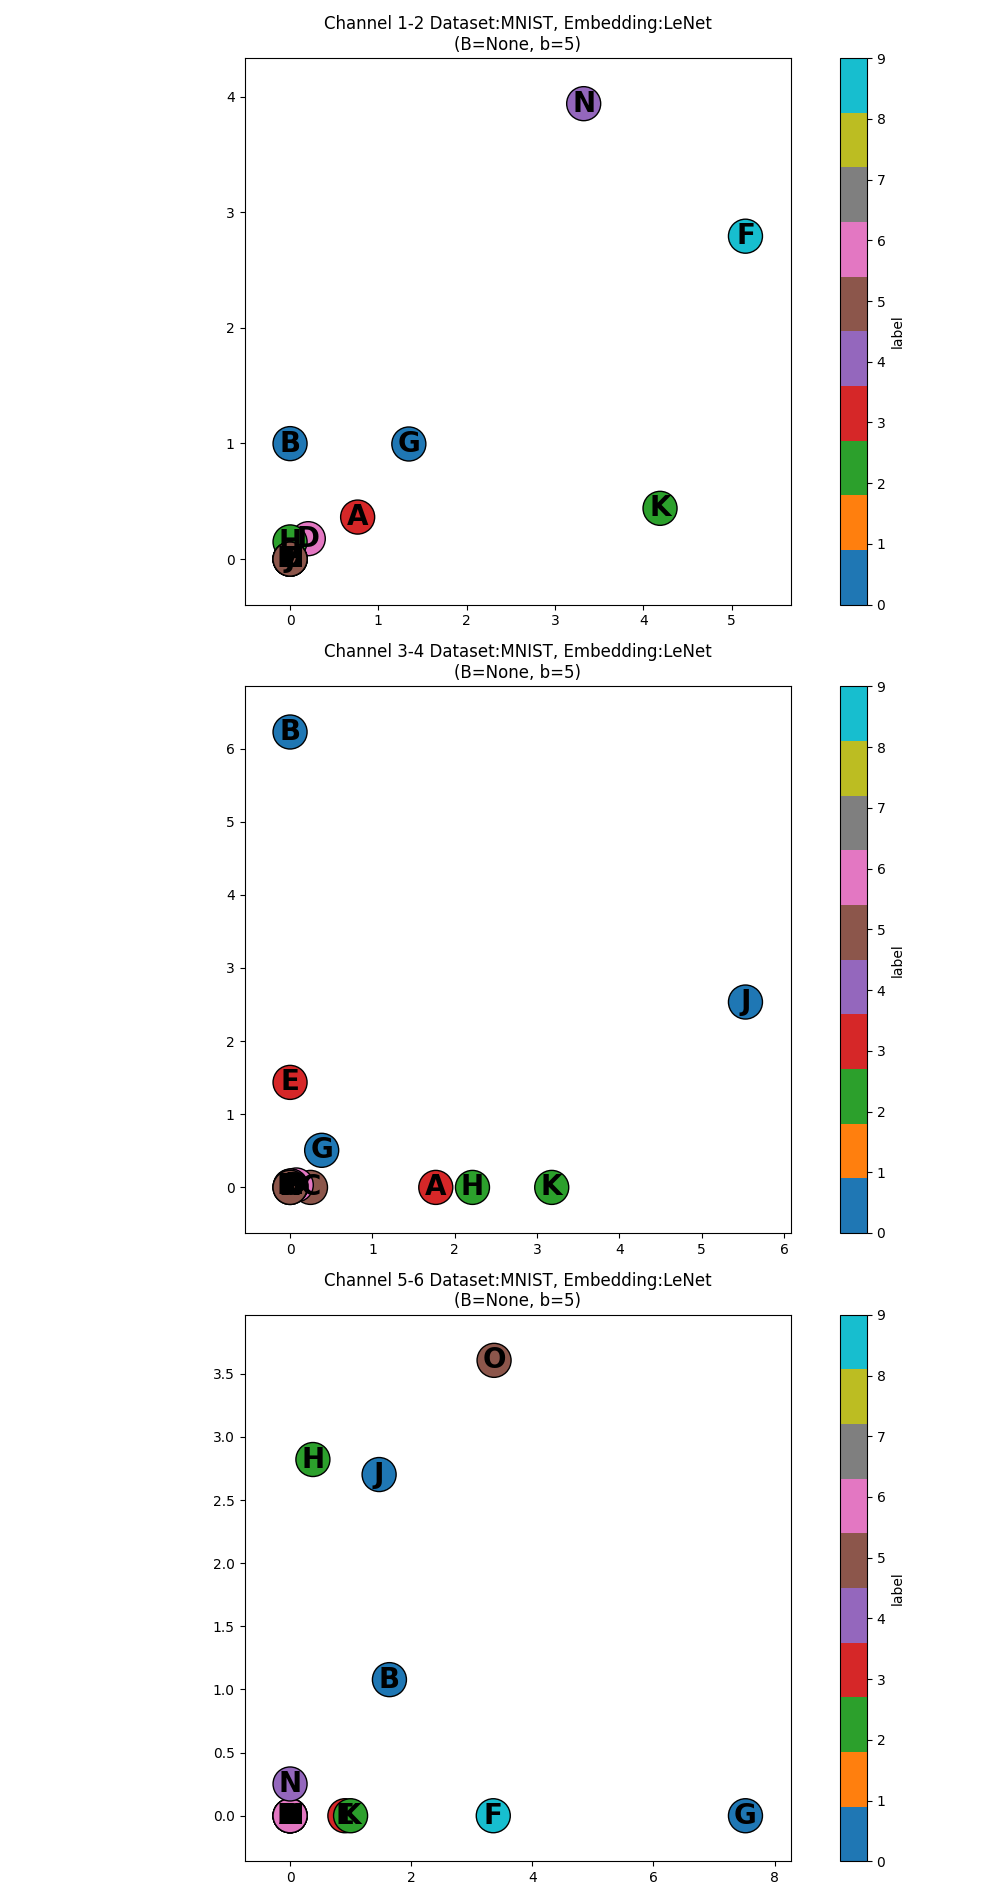 Channel 1-2 Dataset:MNIST, Embedding:LeNet
(B=None, b=5)
4
3
2
1
0
0 1 2 3 4 5
N
F
B G
A K
H D
9
8
7
6
5
4
3
2
1
0
label
Channel 3-4 Dataset:MNIST, Embedding:LeNet
(B=None, b=5)
6
5
4
3
2
1
0
0 1 2 3 4 5 6
B
J
E
G
C A H K
9
8
7
6
5
4
3
2
1
0
label
Channel 5-6 Dataset:MNIST, Embedding:LeNet
(B=None, b=5)
3.5
3.0
2.5
2.0
1.5
1.0
0.5
0.0
0 2 4 6 8
O
H J
B
N
K F G
9
8
7
6
5
4
3
2
1
0
label